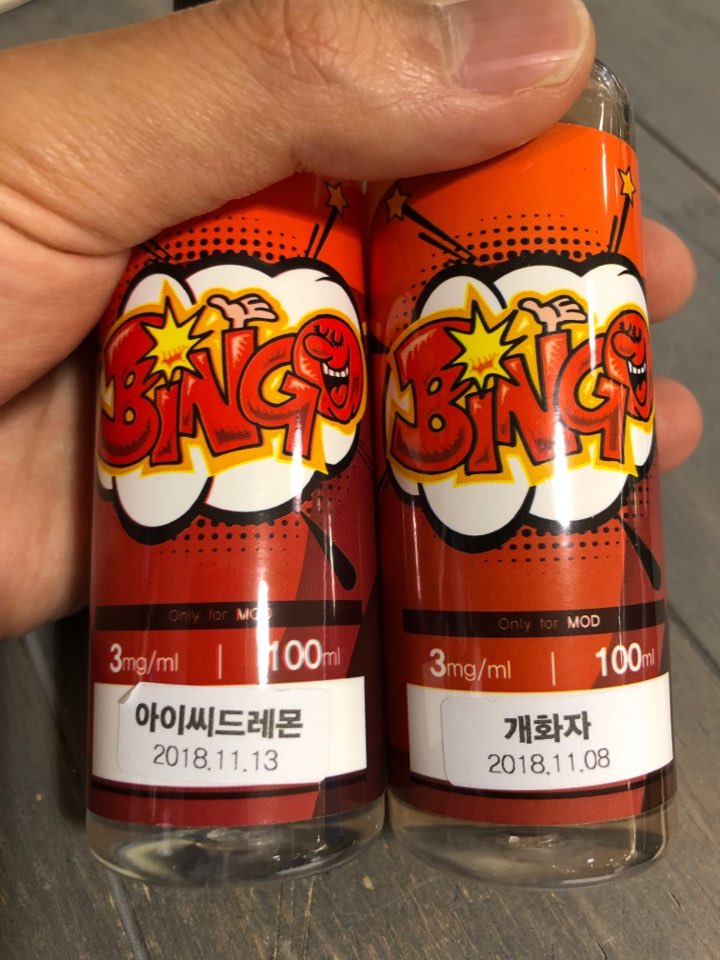 BINGO
Only for MOD
3mg/ml | 100ml
아이씨드레몬
2018.11.13
BINGO
Only for MOD
3mg/ml | 100ml
개화자
2018.11.08